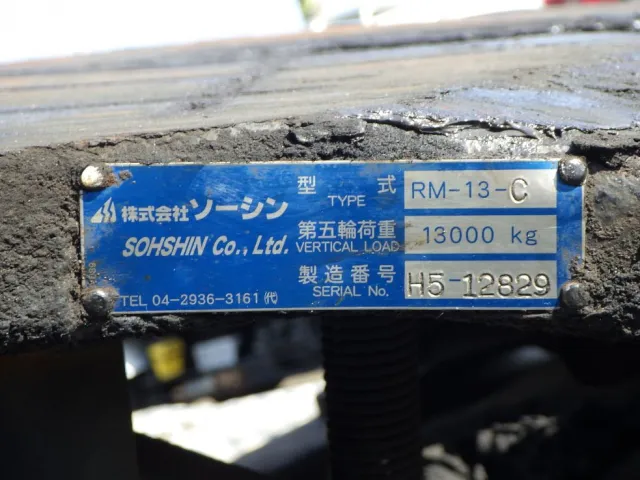 株式会社ソーシン
SOHSHIN Co., Ltd.
TEL 04-2936-3161 ㈹
型 式 RM-13-C
TYPE
第五輪荷重 13000 kg
VERTICAL LOAD
製造番号 H5-12829
SERIAL No.